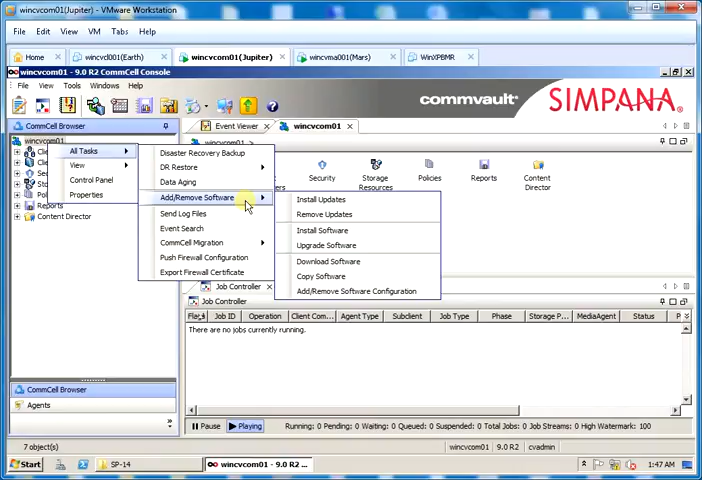 wincvcom01(Jupiter) - VMware Workstation
File Edit View VM Tabs Help
Home wincvd001(Earth) wincvcom01(Jupiter) wincvma001(Mars) WinXPBMR
wincvcom01 - 9.0 R2 CommCell Console
File View Tools Windows Help
commvault SIMPANA
CommCell Browser
Event Viewer wincvcom01
wincvcom01
wincvcom01 >
All Tasks
View
Control Panel
Properties
Reports
Content Director
Disaster Recovery Backup
DR Restore
Data Aging
Add/Remove Software
Send Log Files
Event Search
CommCell Migration
Push Firewall Configuration
Export Firewall Certificate
Install Updates
Remove Updates
Install Software
Upgrade Software
Download Software
Copy Software
Add/Remove Software Configuration
Security Storage Resources Policies Reports Content Director
Job Controller
Job Controller
Job ID Operation Client Com... Agent Type Subclient Job Type Phase Storage P... MediaAgent Status P
There are no jobs currently running.
CommCell Browser
Agents
Pause Playing Running: 0 Pending: 0 Waiting: 0 Queued: 0 Suspended: 0 Total Jobs: 0 Job Streams: 0 High Watermark: 100
7 object(s) wincvcom01 9.0 R2 cvadmin
Start SP-14 wincvcom01 - 9.0 R2 ... 1:47 AM